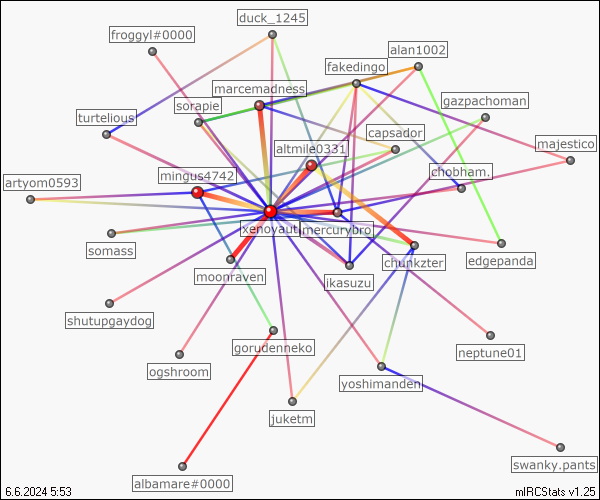 duck_1245
froggyl#0000
alan1002
fakedingo
marcemadness
gazpachoman
sorapie
turtelious
capsador
majestico
altmile0331
mingus4742
chobham.
artyom0593
xenoyaut
mercurybro
somass
edgepanda
chunkzter
moonraven
ikasuzu
shutupgaydog
gorudenneko
neptune01
ogshroom
yoshimanden
juketm
swanky.pants
albamare#0000
6.6.2024 5:53
mIRCStats v1.25